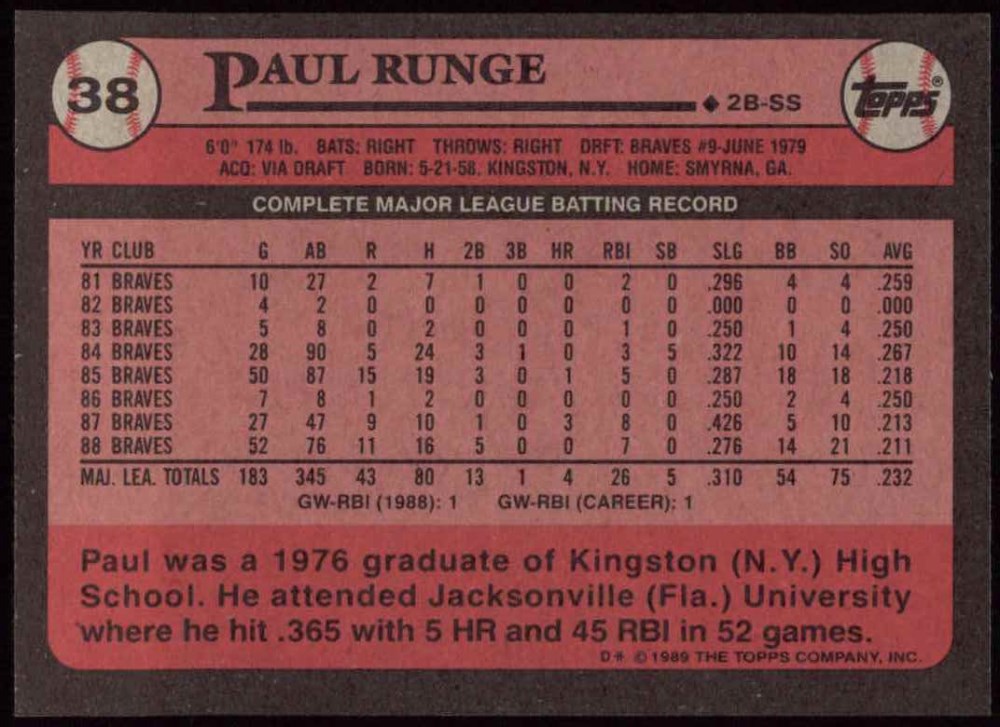 38
PAUL RUNGE
◆ 2B-SS
Topps®
6'0" 174 lb. BATS: RIGHT THROWS: RIGHT DRFT: BRAVES #9-JUNE 1979
ACQ: VIA DRAFT BORN: 5-21-58, KINGSTON, N.Y. HOME: SMYRNA, GA.
COMPLETE MAJOR LEAGUE BATTING RECORD
YR CLUB G AB R H 2B 3B HR RBI SB SLG BB SO AVG
81 BRAVES 10 27 2 7 1 0 0 2 0 .296 4 4 .259
82 BRAVES 4 2 0 0 0 0 0 0 0 .000 0 0 .000
83 BRAVES 5 8 0 2 0 0 0 1 0 .250 1 4 .250
84 BRAVES 28 90 5 24 3 1 0 3 5 .322 10 14 .267
85 BRAVES 50 87 15 19 3 0 1 5 0 .287 18 18 .218
86 BRAVES 7 8 1 2 0 0 0 0 0 .250 2 4 .250
87 BRAVES 27 47 9 10 1 0 3 8 0 .426 5 10 .213
88 BRAVES 52 76 11 16 5 0 0 7 0 .276 14 21 .211
MAJ. LEA. TOTALS 183 345 43 80 13 1 4 26 5 .310 54 75 .232
GW-RBI (1988): 1 GW-RBI (CAREER): 1
Paul was a 1976 graduate of Kingston (N.Y.) High
School. He attended Jacksonville (Fla.) University
where he hit .365 with 5 HR and 45 RBI in 52 games.
D* © 1989 THE TOPPS COMPANY, INC.